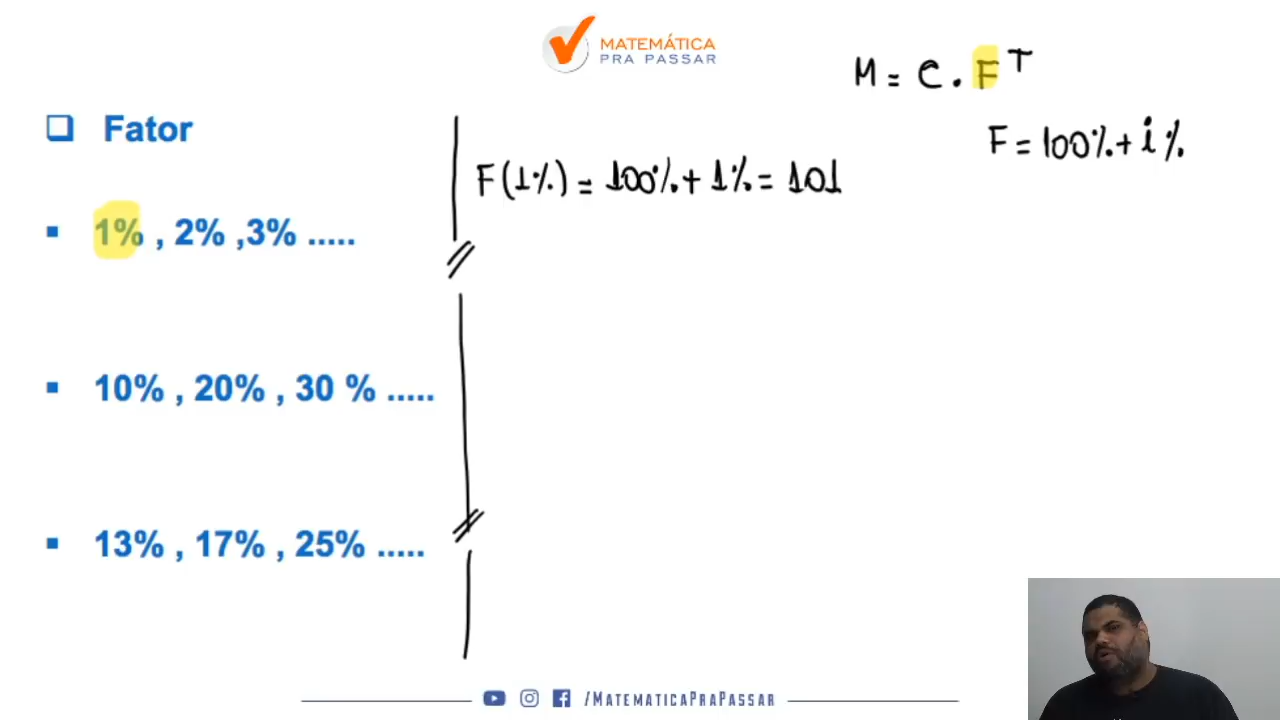 MATEMÁTICA
PRA PASSAR
M = C . F^T
F = 100% + i%
Fator
F(1%) = 100% + 1% = 101
1% , 2% ,3% .....
10% , 20% , 30 % .....
13% , 17% , 25% .....
/MATEMATICAPRAPASSAR